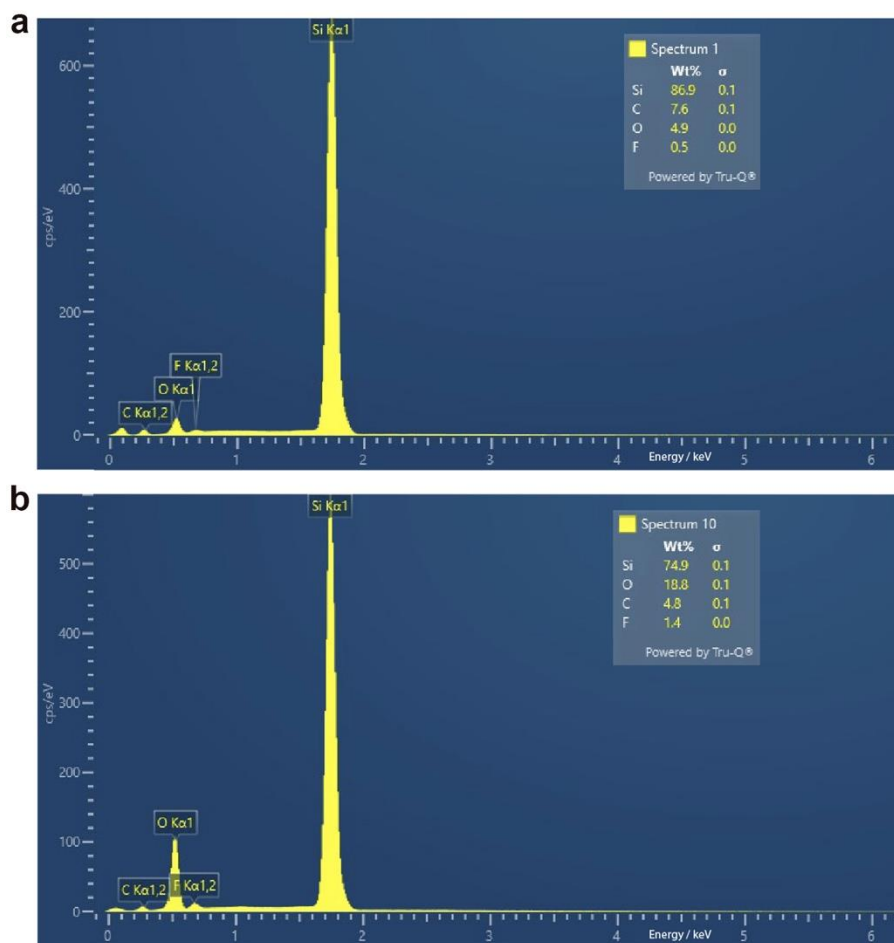 a
Si Kα1
600
400
200
0
cps/eV
F Kα1,2
O Kα1
C Kα1,2
Spectrum 1
Wt% σ
Si 86.9 0.1
C 7.6 0.1
O 4.9 0.0
F 0.5 0.0
Powered by Tru-Q®
0 1 2 3 4 5 6
Energy / keV
b
Si Kα1
500
400
300
200
100
0
cps/eV
O Kα1
C Kα1,2
F Kα1,2
Spectrum 10
Wt% σ
Si 74.9 0.1
O 18.8 0.1
C 4.8 0.1
F 1.4 0.0
Powered by Tru-Q®
0 1 2 3 4 5 6
Energy / keV